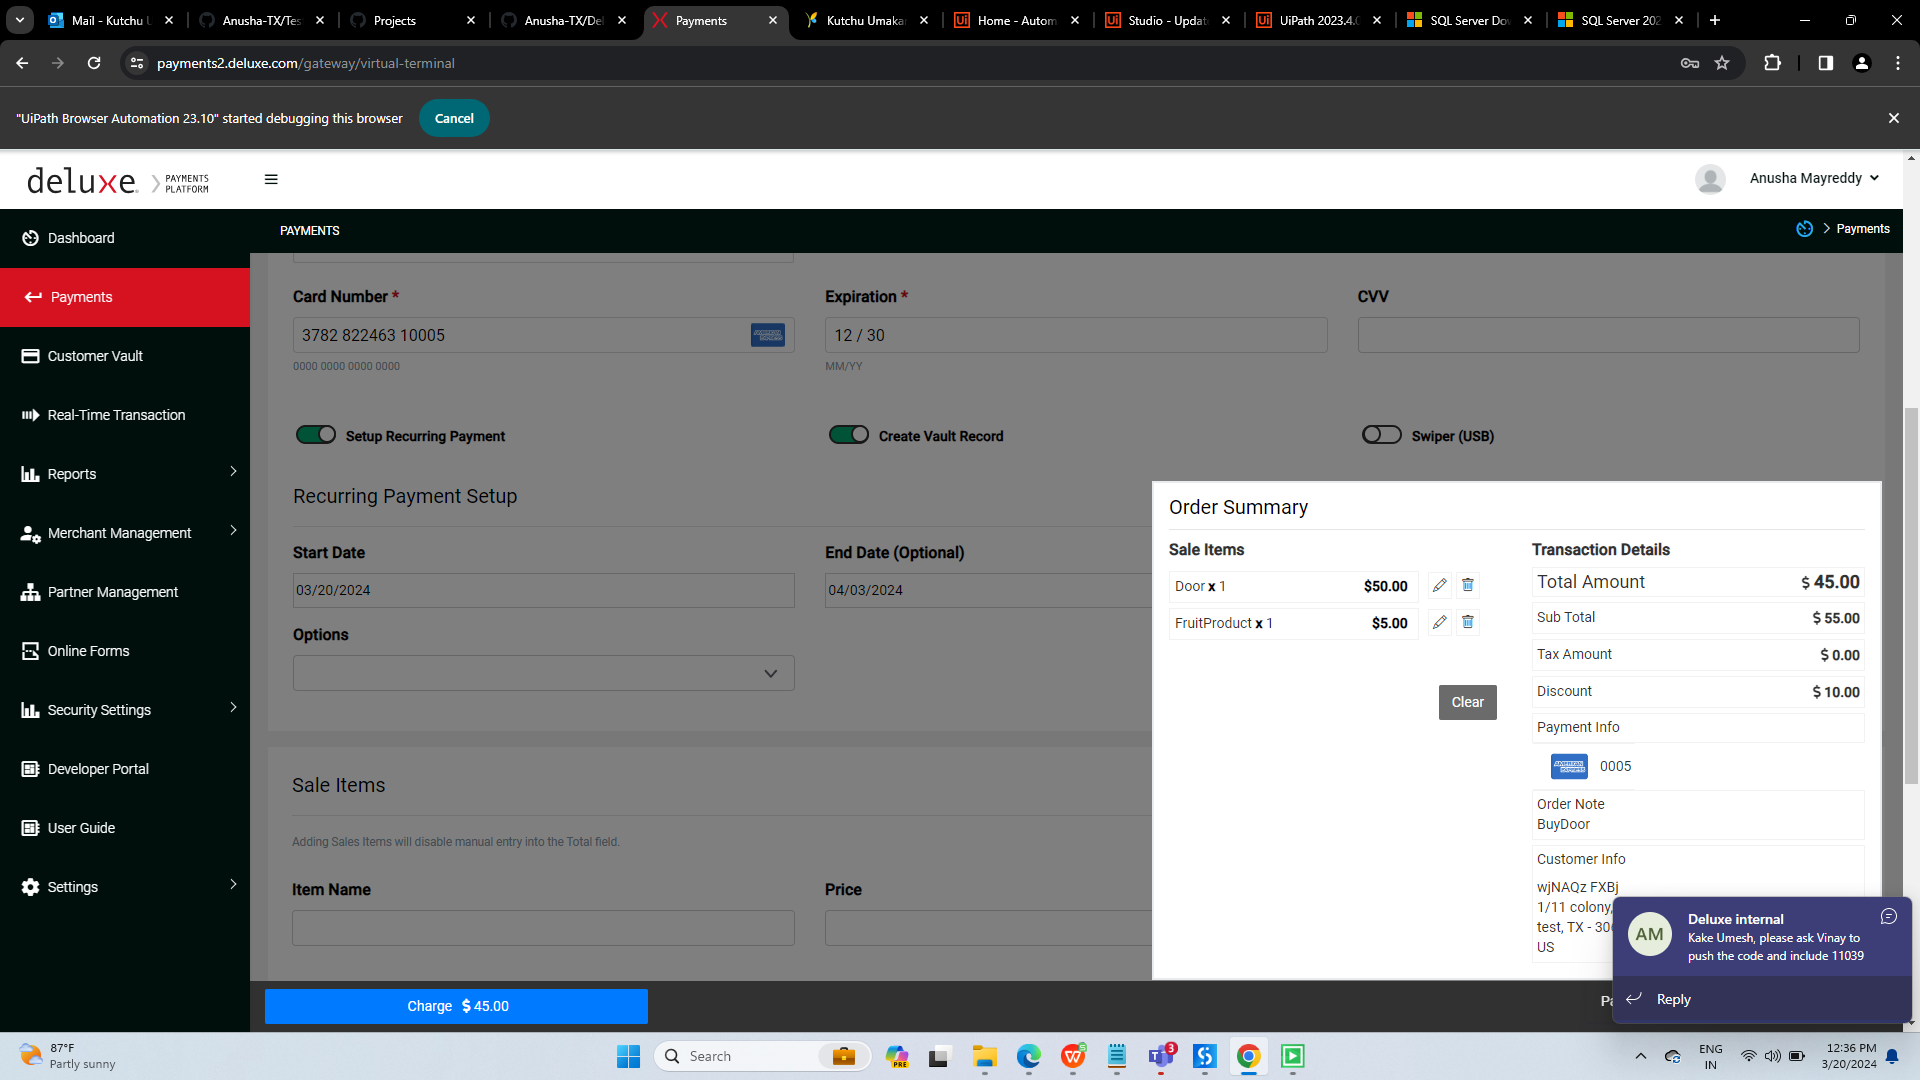 Mail - Kutchu U
Anusha-TX/Tes
Projects
Anusha-TX/Del
Payments
Kutchu Umakan
Home - Autom
Studio - Updat
UiPath 2023.4.0
SQL Server Do
SQL Server 202
payments2.deluxe.com/gateway/virtual-terminal
"UiPath Browser Automation 23.10" started debugging this browser
Cancel
deluxe. PAYMENTS PLATFORM
Anusha Mayreddy
Dashboard
PAYMENTS
Payments
Payments
Customer Vault
Real-Time Transaction
Reports
Merchant Management
Partner Management
Online Forms
Security Settings
Developer Portal
User Guide
Settings
Card Number *
Expiration *
CVV
3782 822463 10005
AMERICAN EXPRESS
12 / 30
0000 0000 0000 0000
MM/YY
Setup Recurring Payment
Create Vault Record
Swiper (USB)
Recurring Payment Setup
Start Date
End Date (Optional)
03/20/2024
04/03/2024
Options
Sale Items
Adding Sales Items will disable manual entry into the Total field.
Item Name
Price
Order Summary
Sale Items
Door x 1
$50.00
FruitProduct x 1
$5.00
Clear
Transaction Details
Total Amount
$ 45.00
Sub Total
$ 55.00
Tax Amount
$ 0.00
Discount
$ 10.00
Payment Info
AMERICAN EXPRESS
0005
Order Note
BuyDoor
Customer Info
wjNAQz FXBj
1/11 colony,
test, TX - 30
US
AM
Deluxe internal
Kake Umesh, please ask Vinay to
push the code and include 11039
Reply
Charge $ 45.00
Pa
87°F
Partly sunny
Search
PRE
3
ENG
IN
12:36 PM
3/20/2024